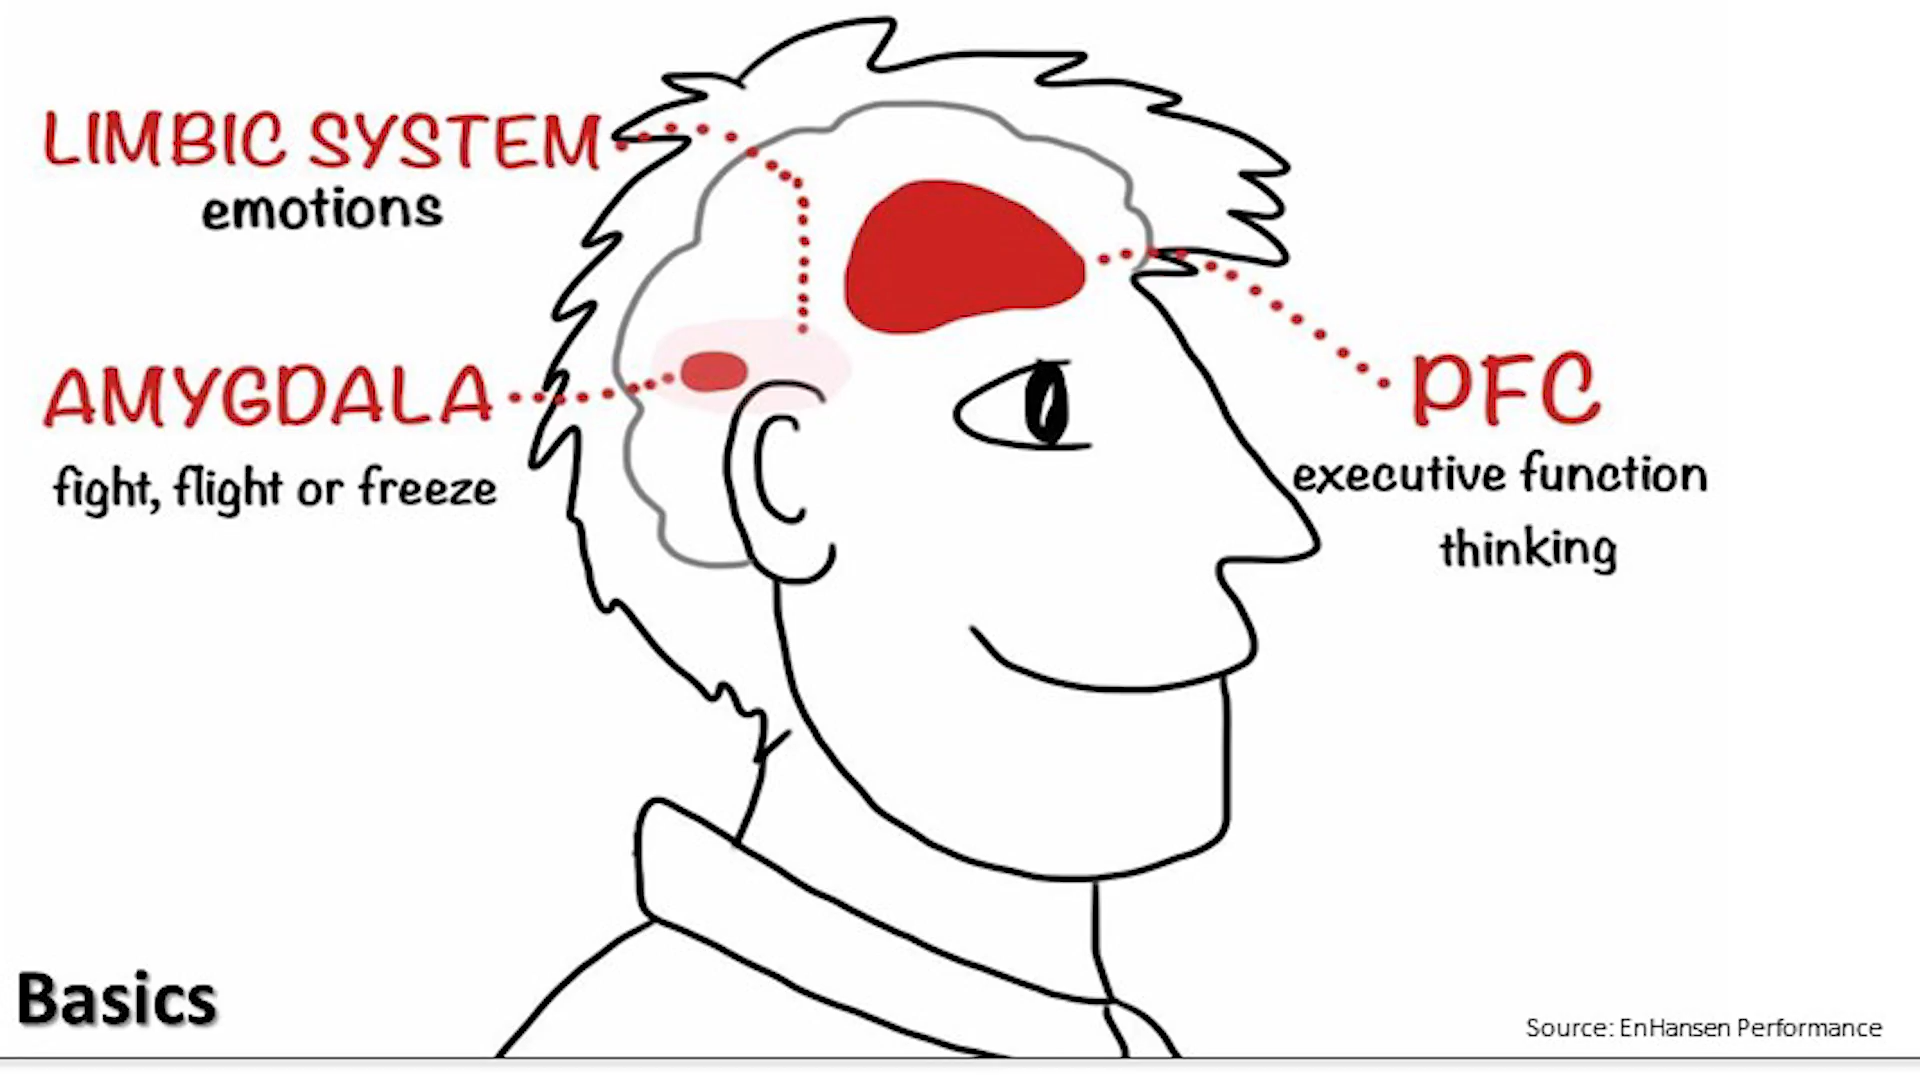 LIMBIC SYSTEM
emotions
AMYGDALA
fight, flight or freeze
PFC
executive function
thinking
Basics
Source: EnHansen Performance